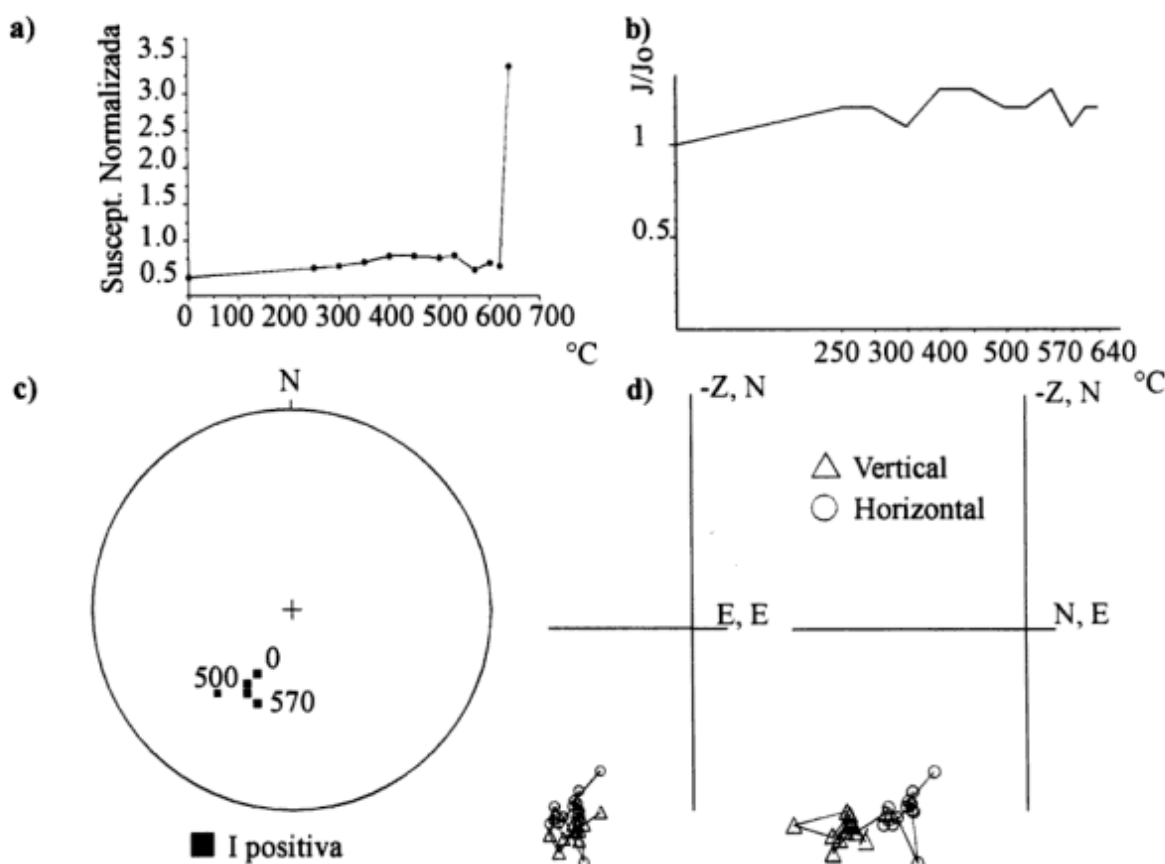 a)
Suscept. Normalizada
3.5
3.0
2.5
2.0
1.5
1.0
0.5
0 100 200 300 400 500 600 700
°C
b)
J/Jo
1
0.5
250 300 400 500 570 640
°C
c)
N
0
500
570
I positiva
d)
-Z, N
E, E
-Z, N
N, E
Vertical
Horizontal